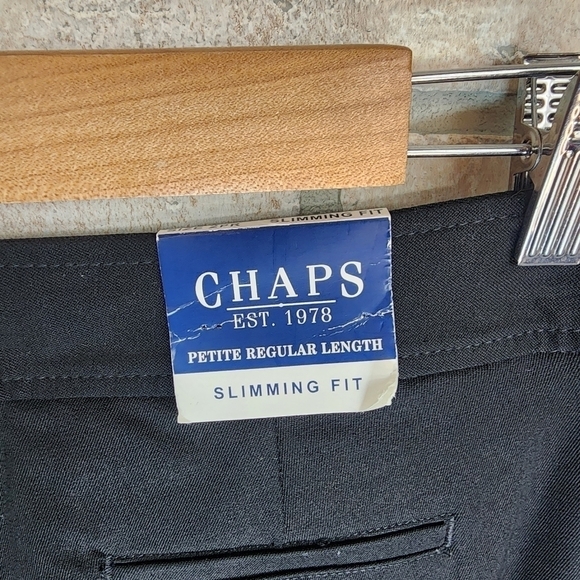 SLIMMING FIT
CHAPS
EST. 1978
PETITE REGULAR LENGTH
SLIMMING FIT